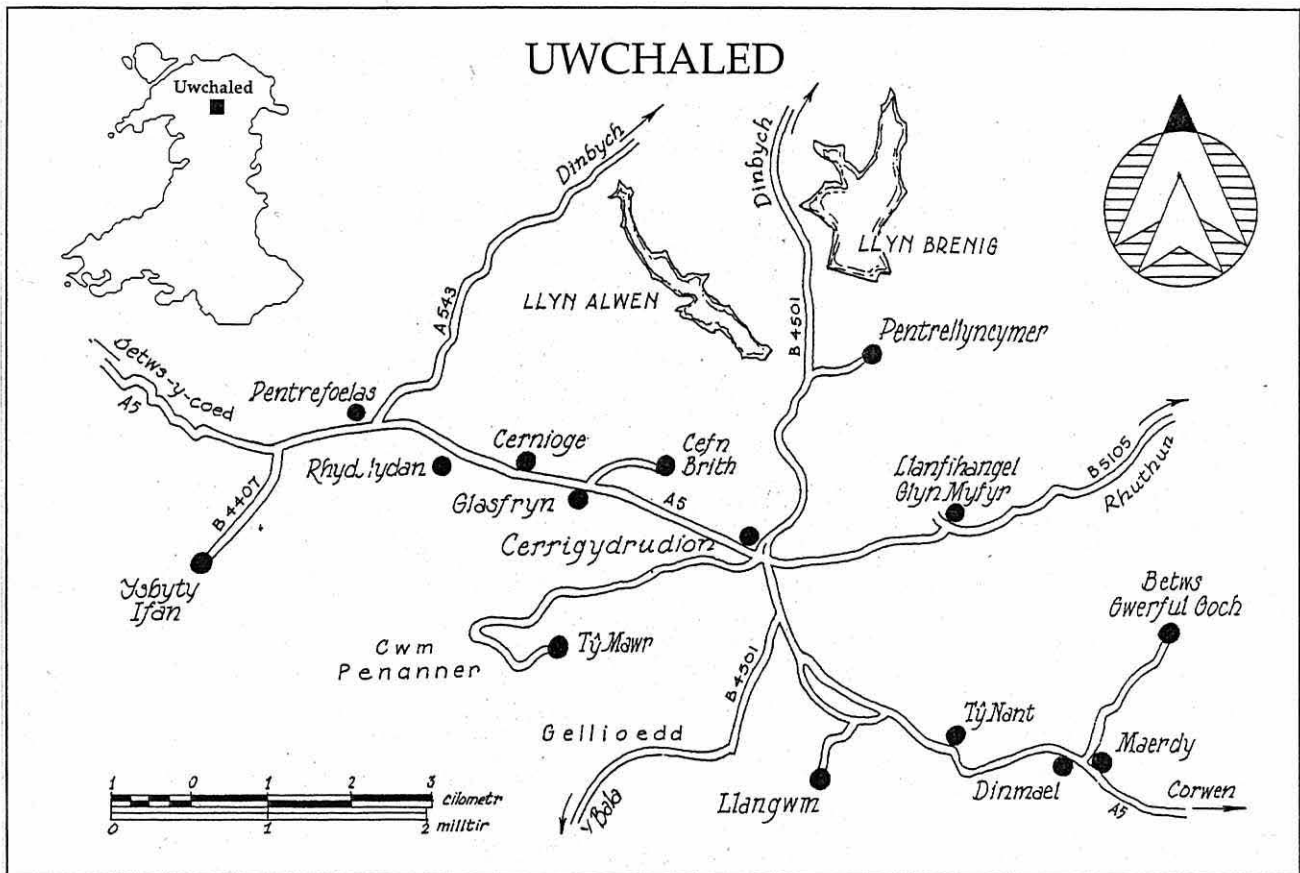 UWCHALED
Uwchaled
Dinbych
Dinbych
LLYN BRENIG
LLYN ALWEN
A543
B4501
Pentrellyncymer
Betws-y-coed
A5
Pentrefoelas
Cernioge
Cefn
Brith
Rhydlydan
Llanfihangel
Glyn Myfyr
B5105
Rhuthun
B4407
Glasfryn
A5
Cerrigydrudion
Ysbyty
Ifan
Betws
Gwerful Goch
Cwm
Penanner
Tŷ Mawr
B4501
Gellioedd
Tŷ Nant
Maerdy
Llangwm
Dinmael
A5
Corwen
Y Bala
1 0 1 2 3 cilometr
0 1 2 milltir